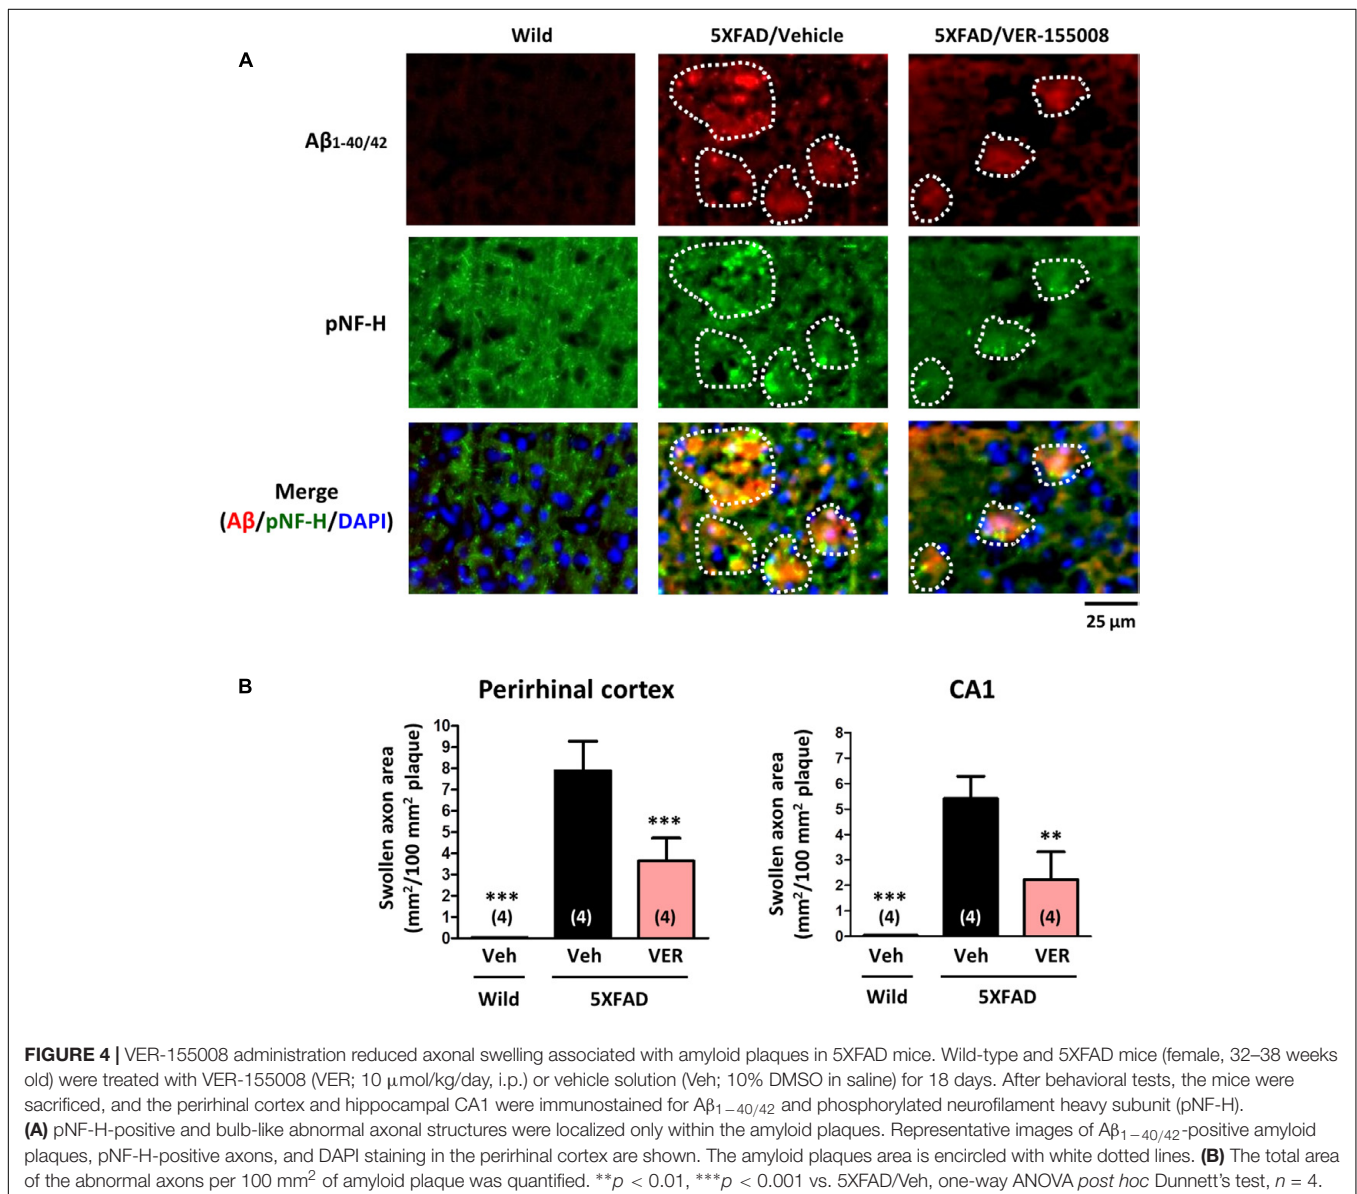 A
Wild
5XFAD/Vehicle
5XFAD/VER-155008
Aβ1-40/42
pNF-H
Merge
(Aβ/pNF-H/DAPI)
25 µm
B
Perirhinal cortex
Swollen axon area
(mm²/100 mm² plaque)
10
9
8
7
6
5
4
3
2
1
0
***
(4)
(4)
***
(4)
Veh
Veh
VER
Wild
5XFAD
CA1
Swollen axon area
(mm²/100 mm² plaque)
8
7
6
5
4
3
2
1
0
***
(4)
(4)
**
(4)
Veh
Veh
VER
Wild
5XFAD
FIGURE 4 | VER-155008 administration reduced axonal swelling associated with amyloid plaques in 5XFAD mice. Wild-type and 5XFAD mice (female, 32–38 weeks
old) were treated with VER-155008 (VER; 10 µmol/kg/day, i.p.) or vehicle solution (Veh; 10% DMSO in saline) for 18 days. After behavioral tests, the mice were
sacrificed, and the perirhinal cortex and hippocampal CA1 were immunostained for Aβ1−40/42 and phosphorylated neurofilament heavy subunit (pNF-H).
(A) pNF-H-positive and bulb-like abnormal axonal structures were localized only within the amyloid plaques. Representative images of Aβ1−40/42-positive amyloid
plaques, pNF-H-positive axons, and DAPI staining in the perirhinal cortex are shown. The amyloid plaques area is encircled with white dotted lines. (B) The total area
of the abnormal axons per 100 mm² of amyloid plaque was quantified. **p < 0.01, ***p < 0.001 vs. 5XFAD/Veh, one-way ANOVA post hoc Dunnett's test, n = 4.